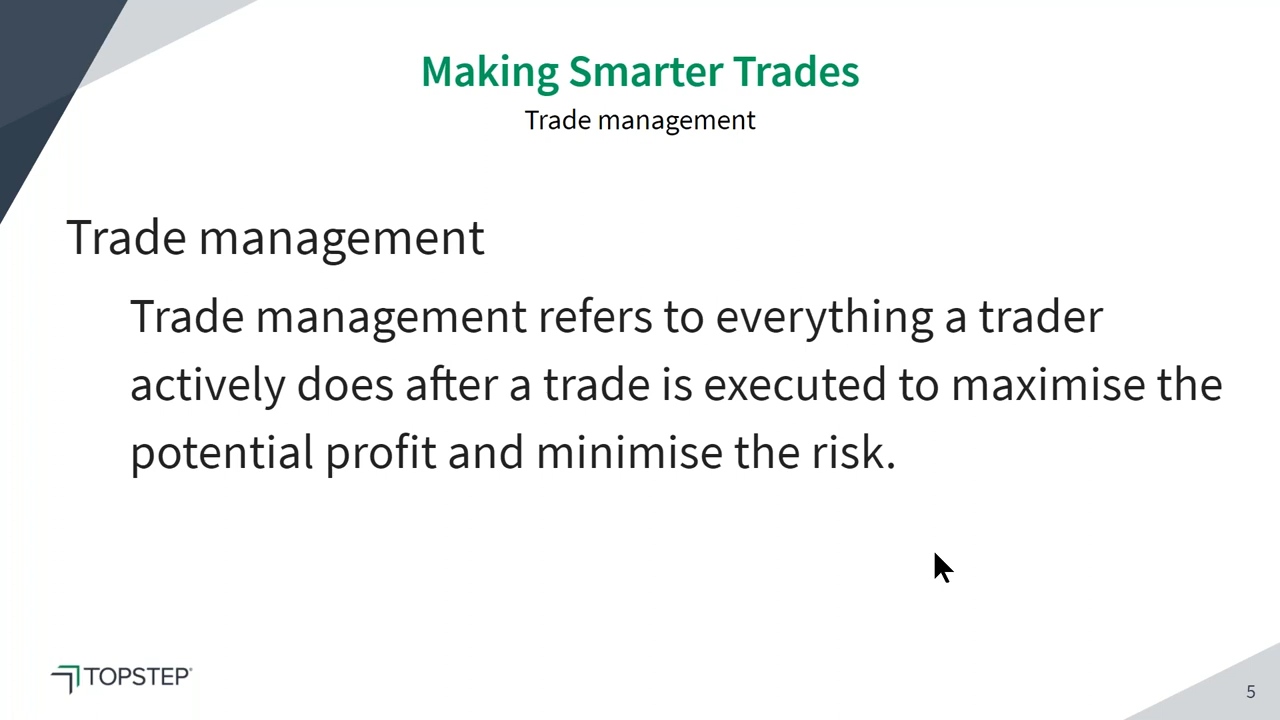 Making Smarter Trades
Trade management
Trade management
Trade management refers to everything a trader
actively does after a trade is executed to maximise the
potential profit and minimise the risk.
TOPSTEP®
5